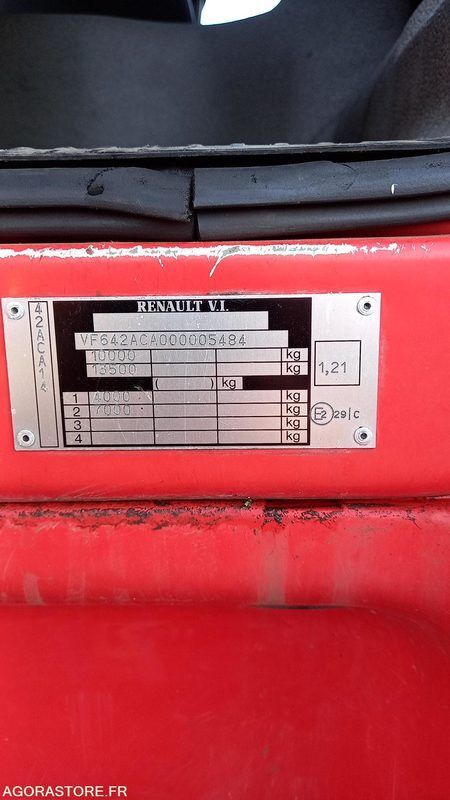 RENAULT V.I.
42ACA14
VF642ACA000005484
10000 kg
13500 kg
( ) kg
1 4000 kg
2 7000 kg
3 kg
4 kg
1,21
E2 29|C
AGORASTORE.FR